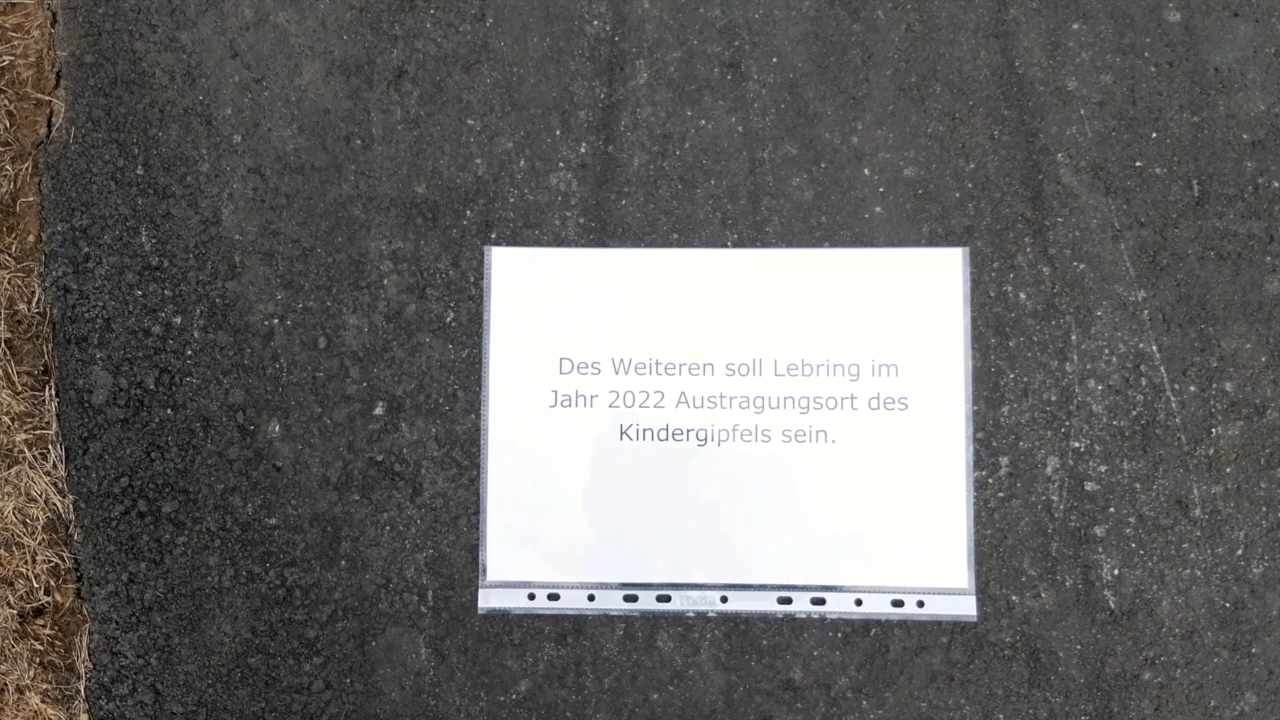 Des Weiteren soll Lebring im
Jahr 2022 Austragungsort des
Kindergipfels sein.